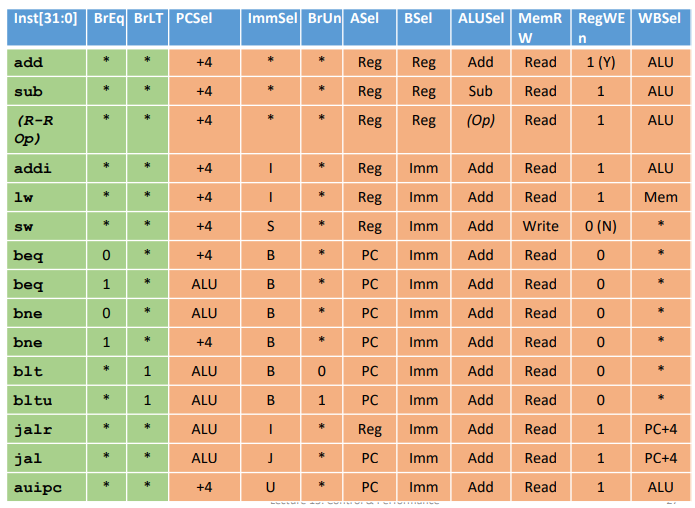 Inst[31:0] BrEq BrLT PCSel ImmSel BrUn ASel BSel ALUSel MemR RegWE WBSel
W n
add * * +4 * * Reg Reg Add Read 1 (Y) ALU
sub * * +4 * * Reg Reg Sub Read 1 ALU
(R-R * * +4 * * Reg Reg (Op) Read 1 ALU
Op)
addi * * +4 I * Reg Imm Add Read 1 ALU
lw * * +4 I * Reg Imm Add Read 1 Mem
sw * * +4 S * Reg Imm Add Write 0 (N) *
beq 0 * +4 B * PC Imm Add Read 0 *
beq 1 * ALU B * PC Imm Add Read 0 *
bne 0 * ALU B * PC Imm Add Read 0 *
bne 1 * +4 B * PC Imm Add Read 0 *
blt * 1 ALU B 0 PC Imm Add Read 0 *
bltu * 1 ALU B 1 PC Imm Add Read 0 *
jalr * * ALU I * Reg Imm Add Read 1 PC+4
jal * * ALU J * PC Imm Add Read 1 PC+4
auipc * * +4 U * PC Imm Add Read 1 ALU